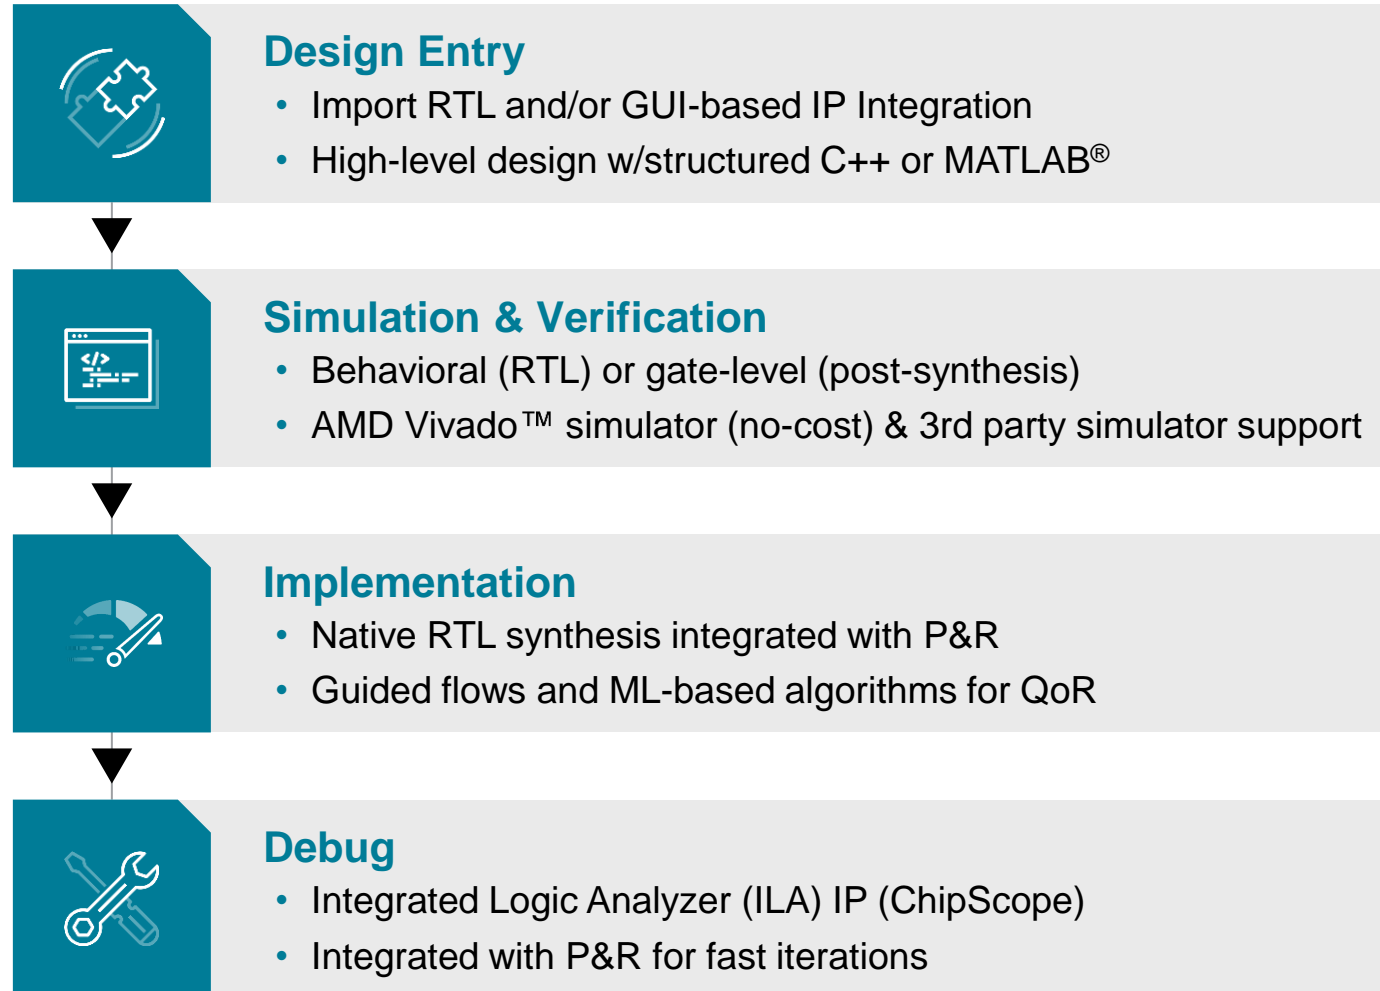 Design Entry
• Import RTL and/or GUI-based IP Integration
• High-level design w/structured C++ or MATLAB®
</>
Simulation & Verification
• Behavioral (RTL) or gate-level (post-synthesis)
• AMD Vivado™ simulator (no-cost) & 3rd party simulator support
Implementation
• Native RTL synthesis integrated with P&R
• Guided flows and ML-based algorithms for QoR
Debug
• Integrated Logic Analyzer (ILA) IP (ChipScope)
• Integrated with P&R for fast iterations